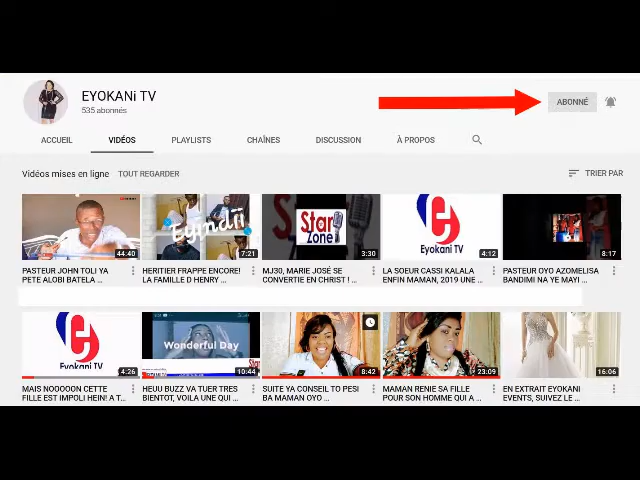 EYOKANi TV
535 abonnés
ABONNÉ
ACCUEIL VIDÉOS PLAYLISTS CHAÎNES DISCUSSION À PROPOS
Vidéos mises en ligne TOUT REGARDER TRIER PAR
Eymdii
Star
Zone
Eyokani TV
44:40 7:21 3:30 4:12 8:17
PASTEUR JOHN TOLI YA HERITIER FRAPPE ENCORE! MJ30, MARIE JOSÉ SE LA SOEUR CASSI KALALA PASTEUR OYO AZOMELISA
PETE ALOBI BATELA ... LA FAMILLE D HENRY ... CONVERTIE EN CHRIST ! ... ENFIN MAMAN, 2019 UNE ... BANDIMI NA YE MAYI ...
Wonderful Day
Eyokani TV
4:26 10:44 8:42 23:09 16:06
MAIS NOOOOON CETTE HEUU BUZZ VA TUER TRES SUITE YA CONSEIL TO PESI MAMAN RENIE SA FILLE EN EXTRAIT EYOKANI
FILLE EST IMPOLI HEIN! A T... BIENTOT, VOILA UNE QUI ... BA MAMAN OYO ... POUR SON HOMME QUI A ... EVENTS, SUIVEZ LE ...